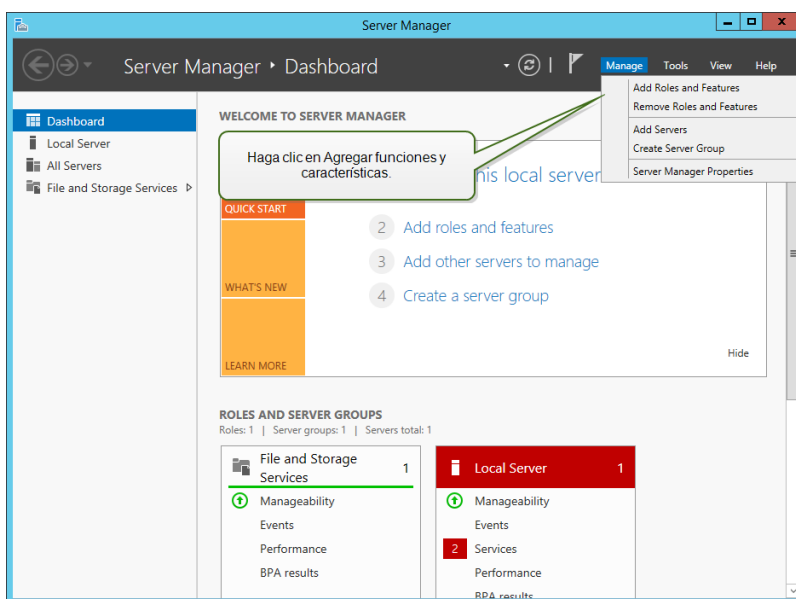 Server Manager
Server Manager • Dashboard
Manage Tools View Help
Add Roles and Features
Remove Roles and Features
Add Servers
Create Server Group
Server Manager Properties
Dashboard
Local Server
All Servers
File and Storage Services
WELCOME TO SERVER MANAGER
Haga clic en Agregar funciones y
características.
his local server
QUICK START
2 Add roles and features
3 Add other servers to manage
WHAT'S NEW
4 Create a server group
Hide
LEARN MORE
ROLES AND SERVER GROUPS
Roles: 1 | Server groups: 1 | Servers total: 1
File and Storage
Services
1
Manageability
Events
Performance
BPA results
Local Server 1
Manageability
Events
2 Services
Performance
BPA results